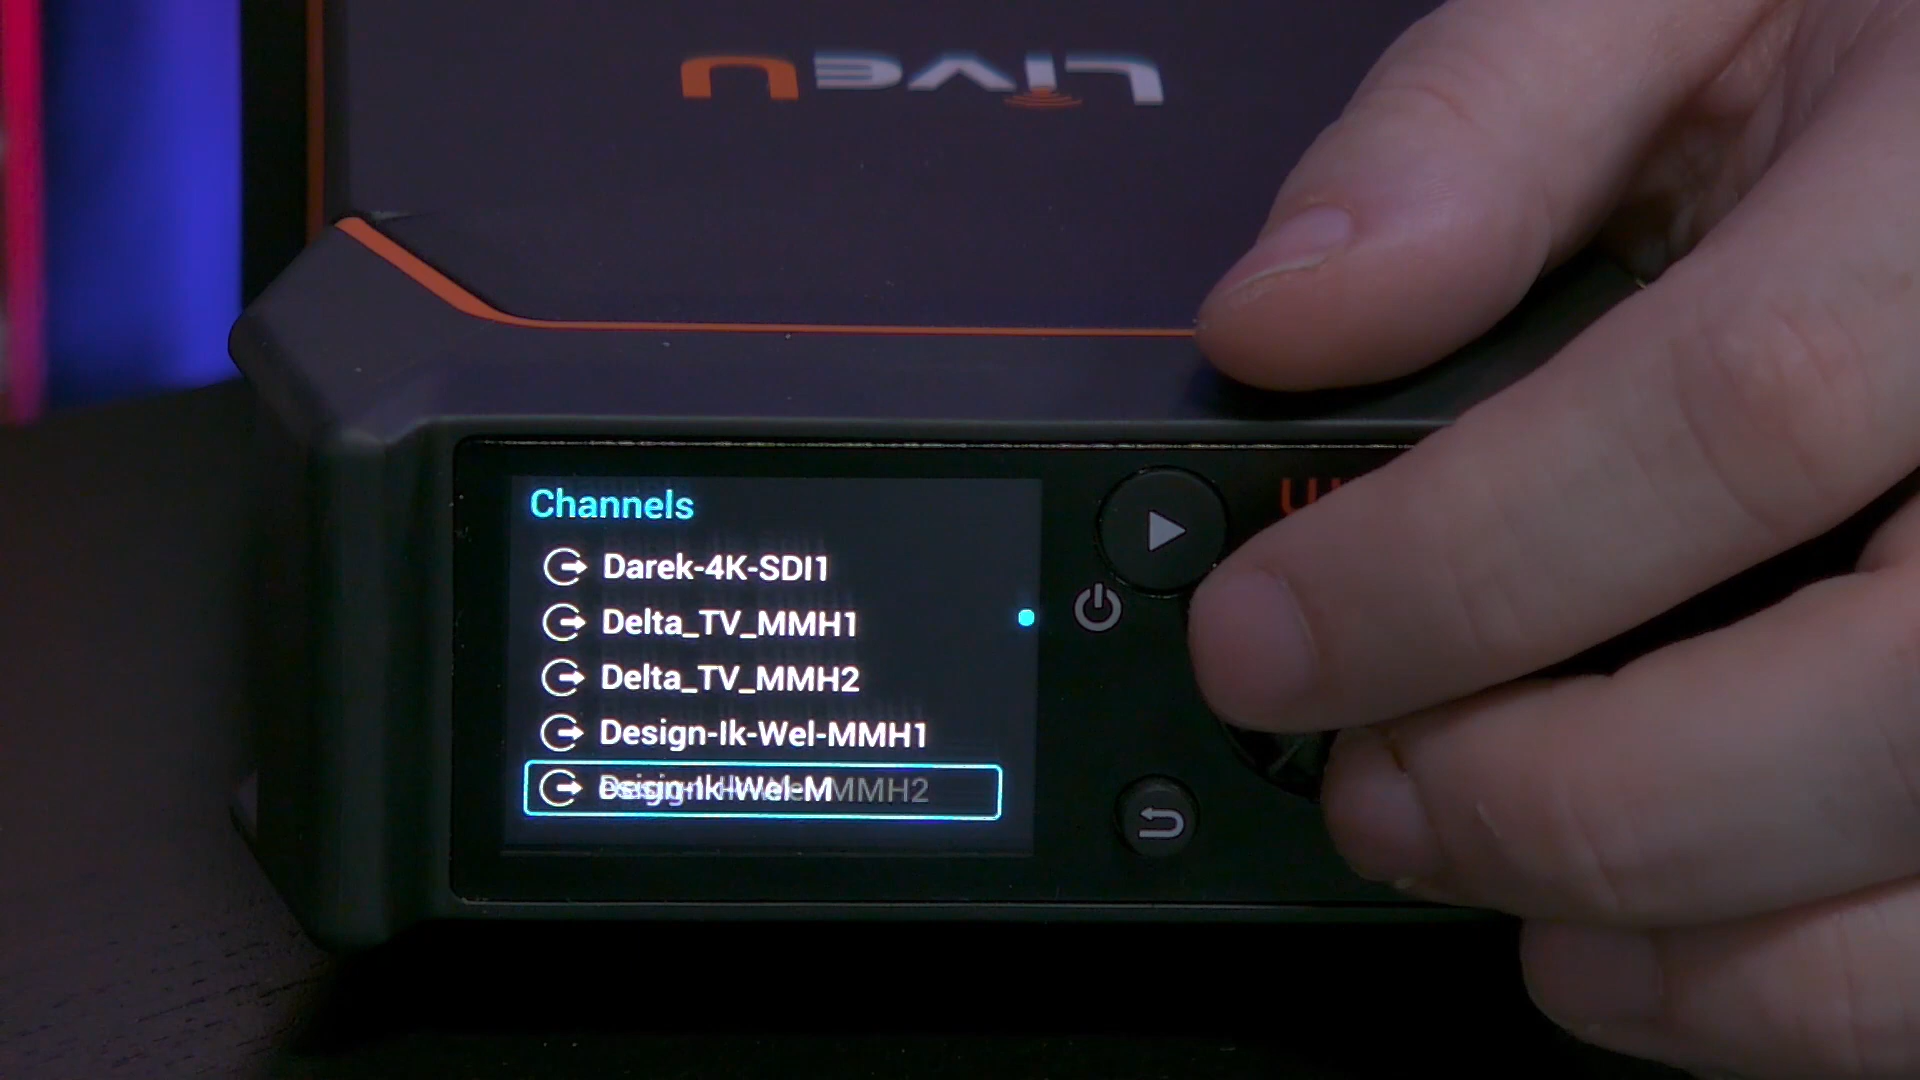 LIVEU
Channels
Darek-4K-SDI1
Delta_TV_MMH1
Delta_TV_MMH2
Design-Ik-Wel-MMH1